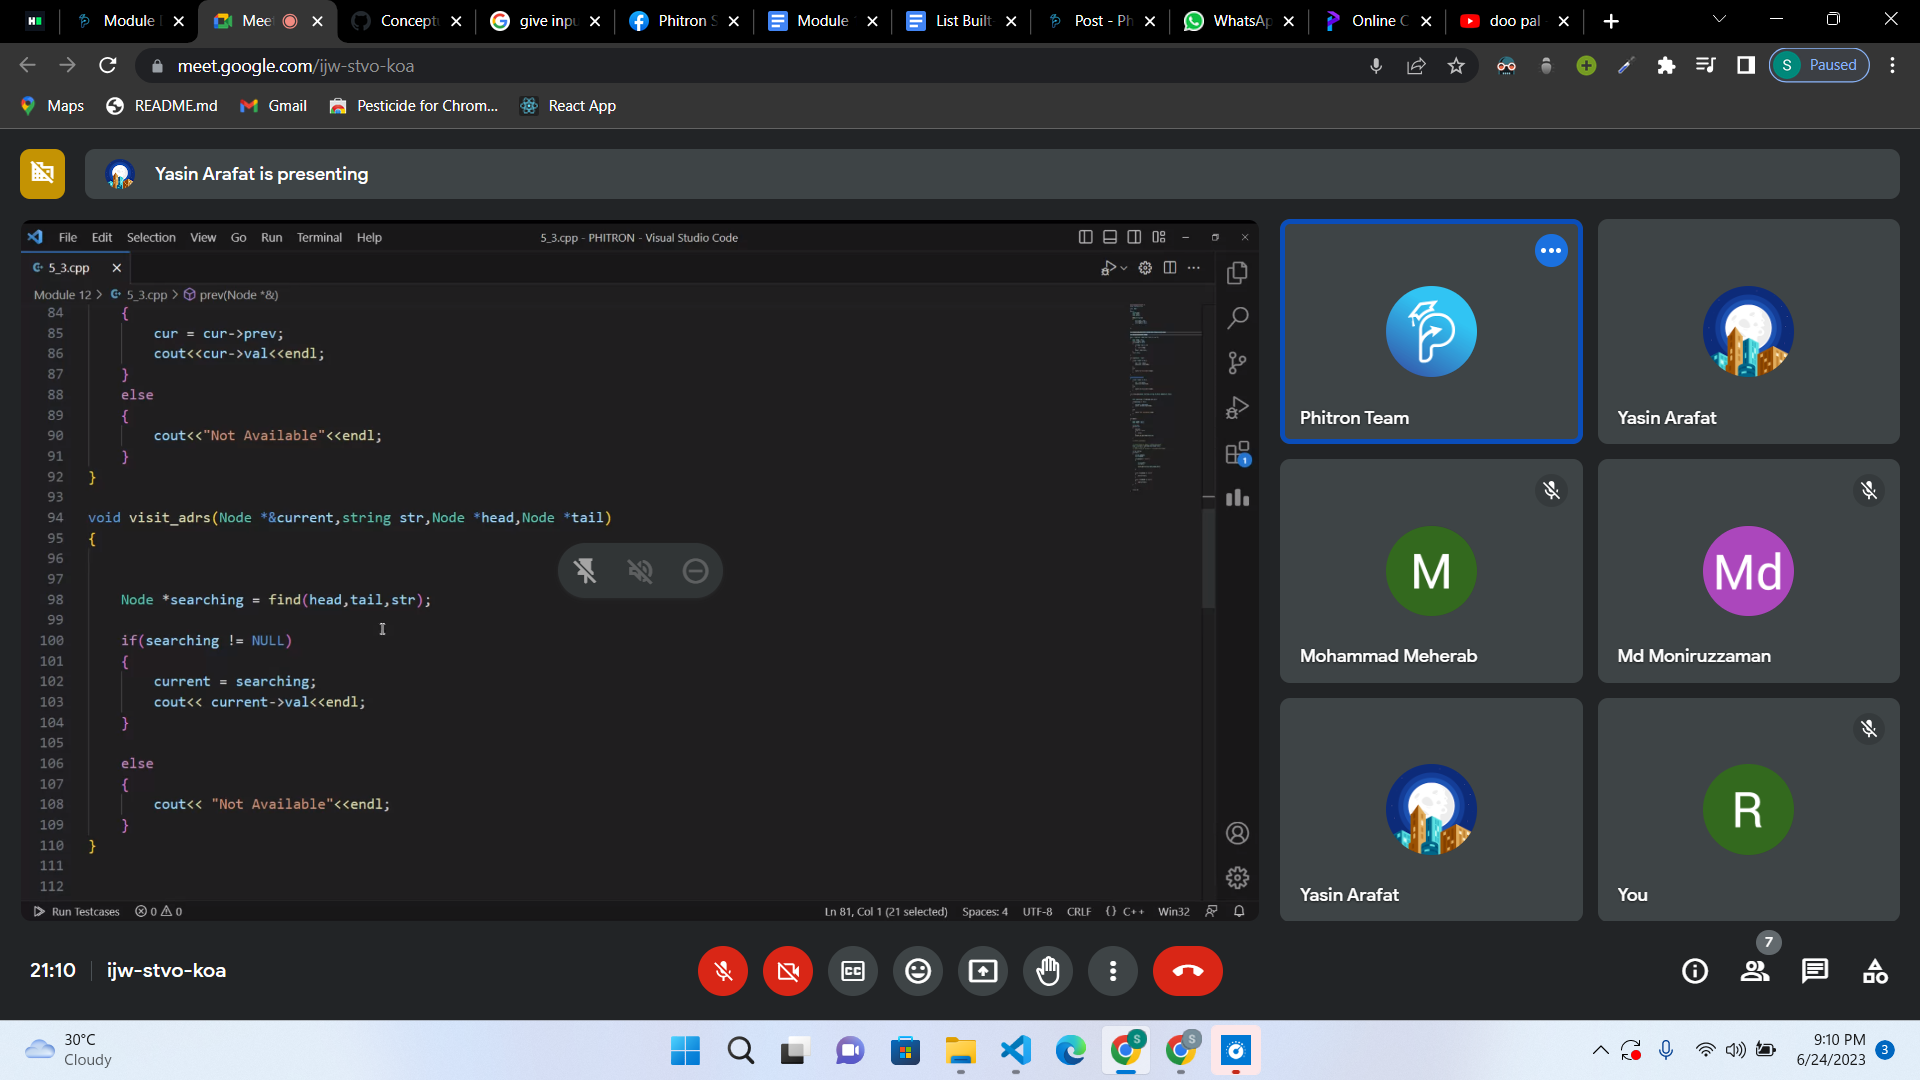 Module
Meet
Concept
give inpu
Phitron S
Module
List Built
Post - Ph
WhatsAp
Online C
doo pal
meet.google.com/ijw-stvo-koa
S Paused
Maps
README.md
Gmail
Pesticide for Chrom...
React App
Yasin Arafat is presenting
File Edit Selection View Go Run Terminal Help
5_3.cpp - PHITRON - Visual Studio Code
5_3.cpp
Module 12 > 5_3.cpp > prev(Node *&)
84 {
85 cur = cur->prev;
86 cout<<cur->val<<endl;
87 }
88 else
89 {
90 cout<<"Not Available"<<endl;
91 }
92 }
93
94 void visit_adrs(Node *&current,string str,Node *head,Node *tail)
95 {
96
97
98 Node *searching = find(head,tail,str);
99
100 if(searching != NULL)
101 {
102 current = searching;
103 cout<< current->val<<endl;
104 }
105
106 else
107 {
108 cout<< "Not Available"<<endl;
109 }
110 }
111
112
Run Testcases 0 0
Ln 81, Col 1 (21 selected) Spaces: 4 UTF-8 CRLF {} C++ Win32
1
Phitron Team
Yasin Arafat
M
Mohammad Meherab
Md
Md Moniruzzaman
Yasin Arafat
R
You
21:10 ijw-stvo-koa
7
30°C
Cloudy
S
S
9:10 PM
6/24/2023
3